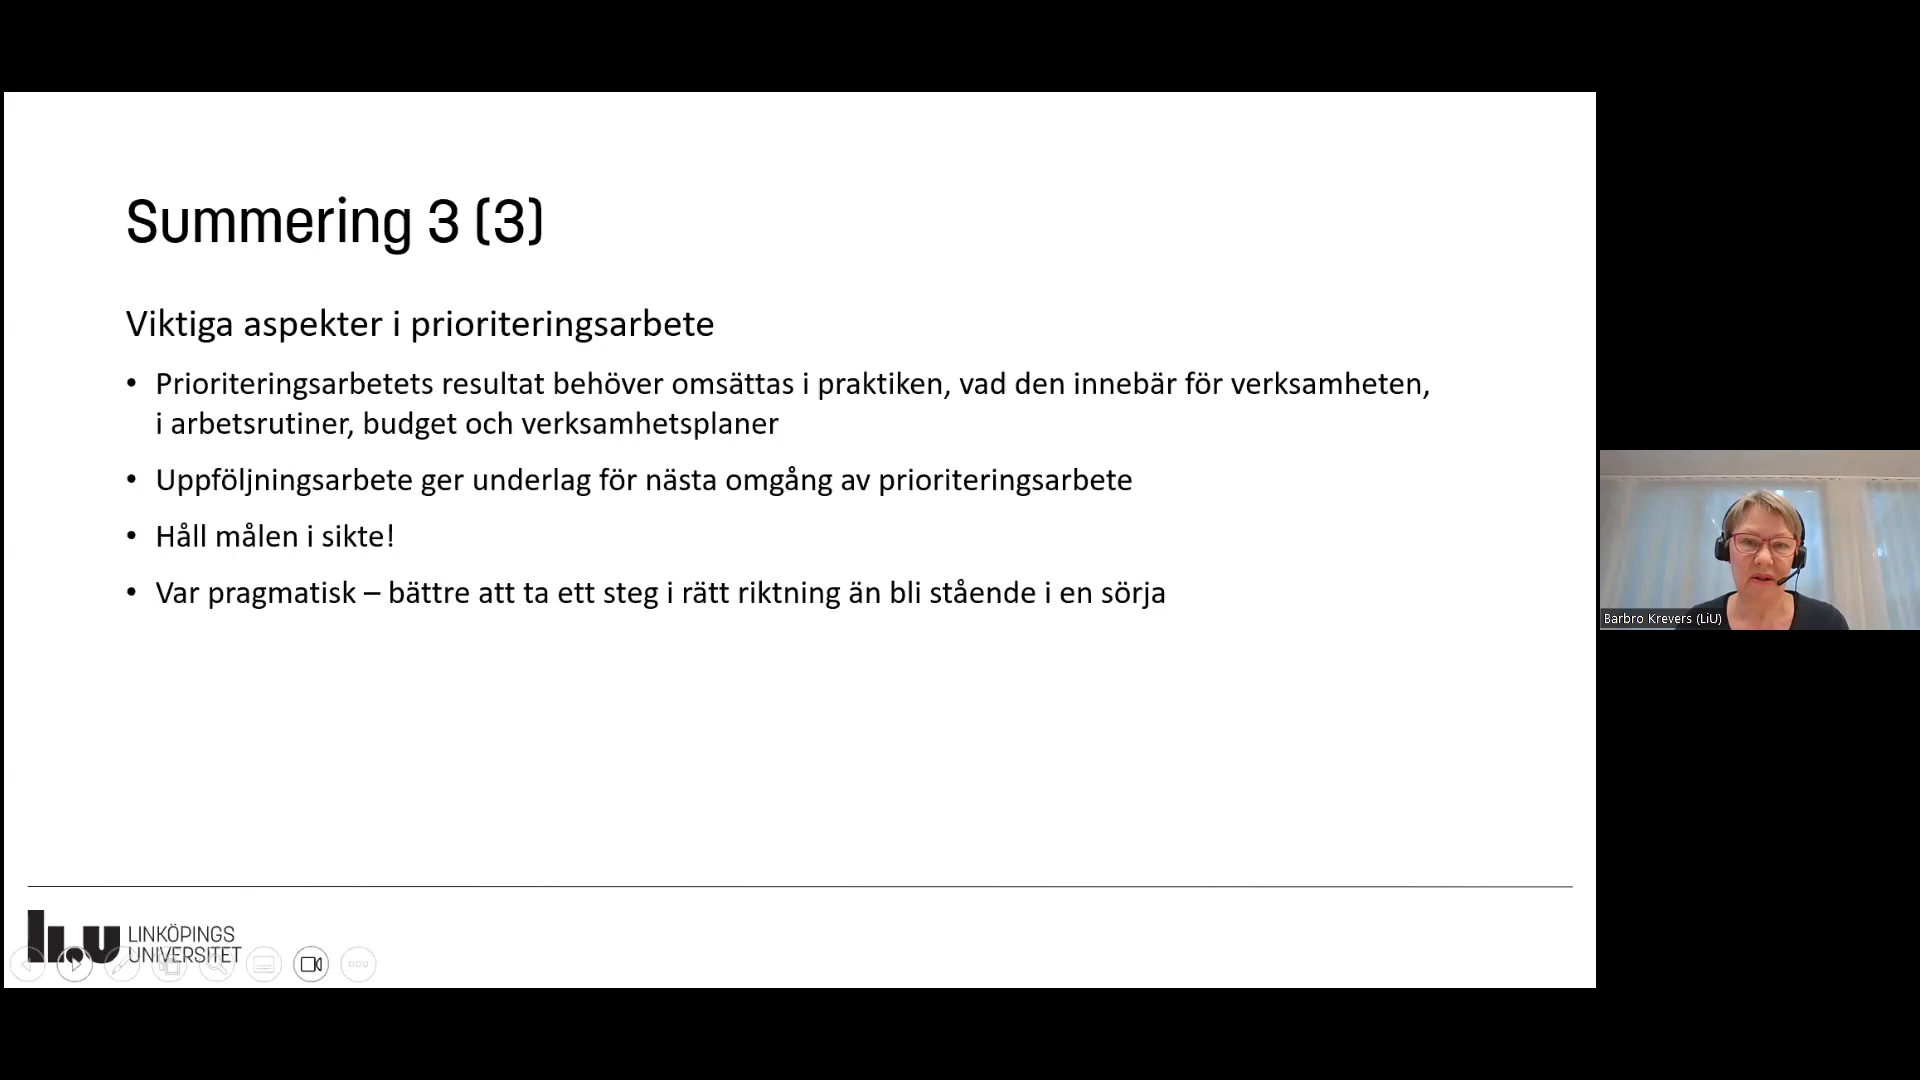 Summering 3 (3)
Viktiga aspekter i prioriteringsarbete
• Prioriteringsarbetets resultat behöver omsättas i praktiken, vad den innebär för verksamheten,
i arbetsrutiner, budget och verksamhetsplaner
• Uppföljningsarbete ger underlag för nästa omgång av prioriteringsarbete
• Håll målen i sikte!
• Var pragmatisk – bättre att ta ett steg i rätt riktning än bli stående i en sörja
Barbro Krevers (LiU)
LiU LINKÖPINGS
UNIVERSITET